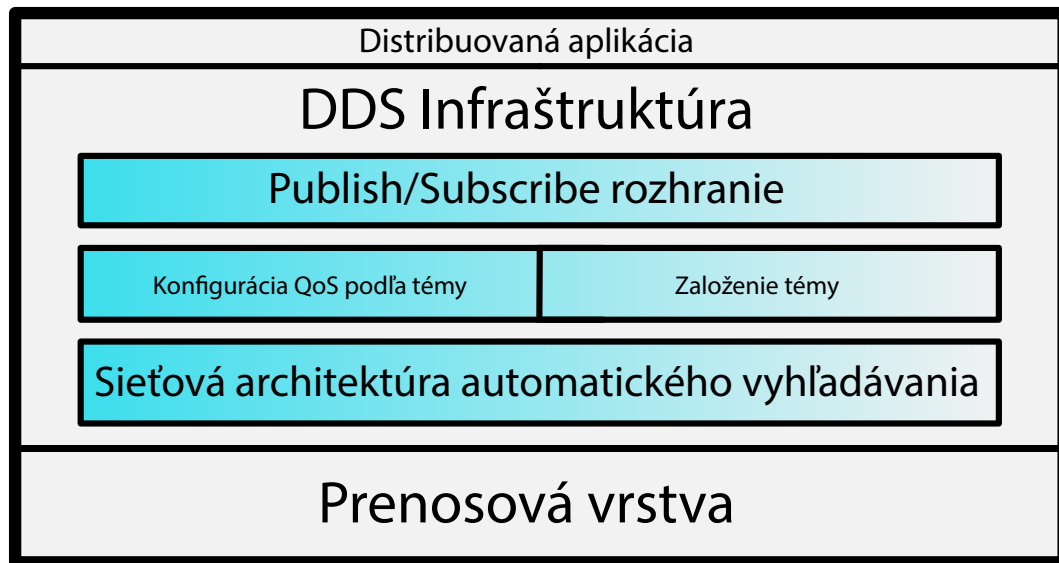 Distribuovaná aplikácia
DDS Infraštruktúra
Publish/Subscribe rozhranie
Konfigurácia QoS podľa témy
Založenie témy
Sieťová architektúra automatického vyhľadávania
Prenosová vrstva